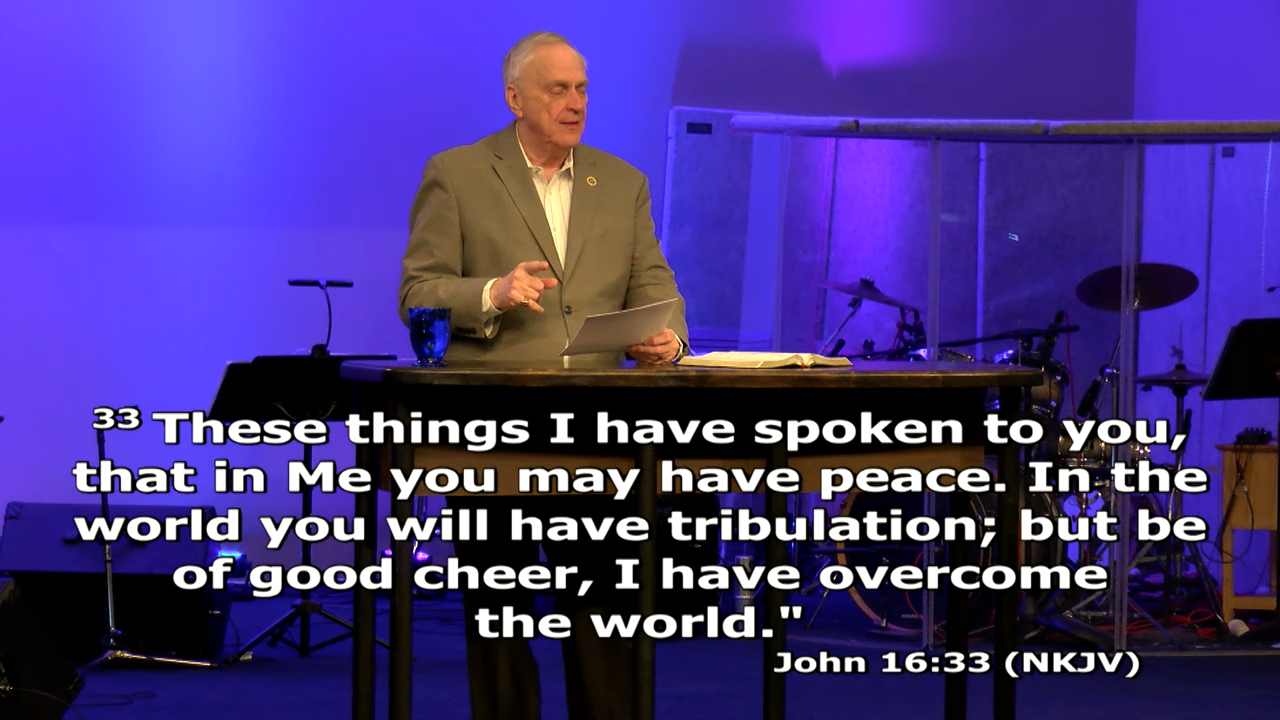 33 These things I have spoken to you,
that in Me you may have peace. In the
world you will have tribulation; but be
of good cheer, I have overcome
the world."
John 16:33 (NKJV)